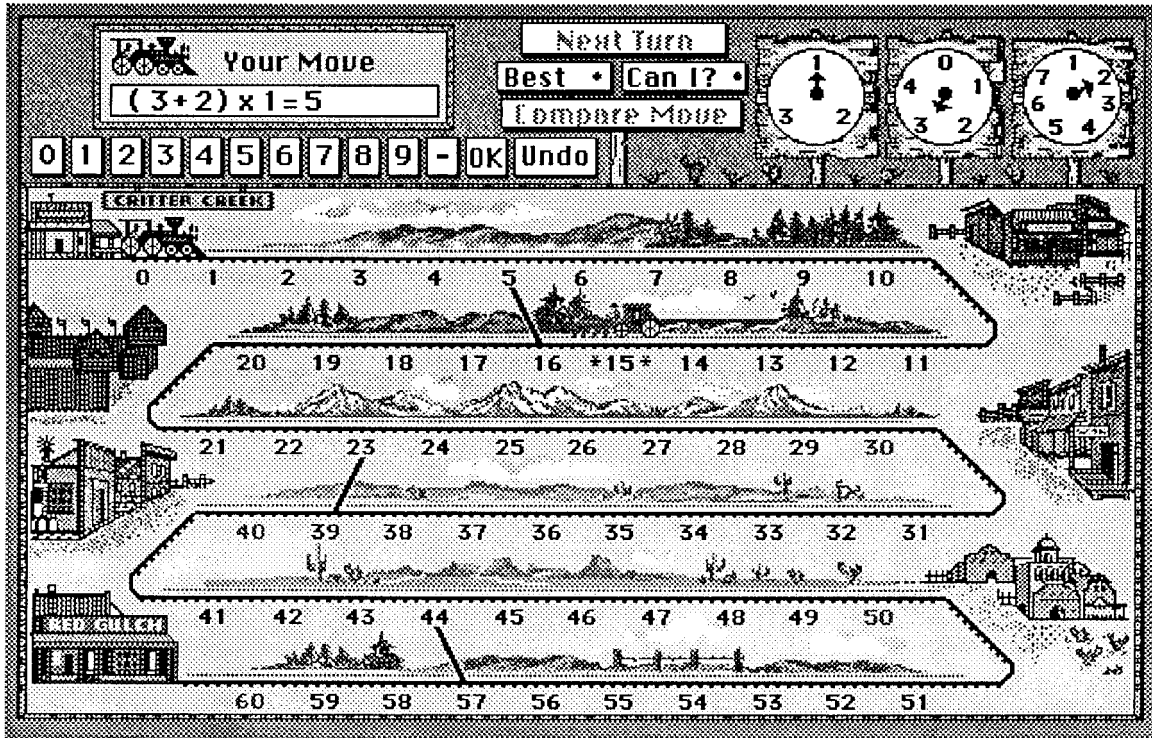 Next Turn
Your Move
Best • Can I? •
(3+2) x 1=5
Compare Move
1
3 2
0
4 1
3 2
1
7 2
6 3
5 4
0 1 2 3 4 5 6 7 8 9 - OK Undo
CRITTER CREEK
0 1 2 3 4 5 6 7 8 9 10
20 19 18 17 16 *15* 14 13 12 11
21 22 23 24 25 26 27 28 29 30
40 39 38 37 36 35 34 33 32 31
41 42 43 44 45 46 47 48 49 50
RED GULCH
60 59 58 57 56 55 54 53 52 51